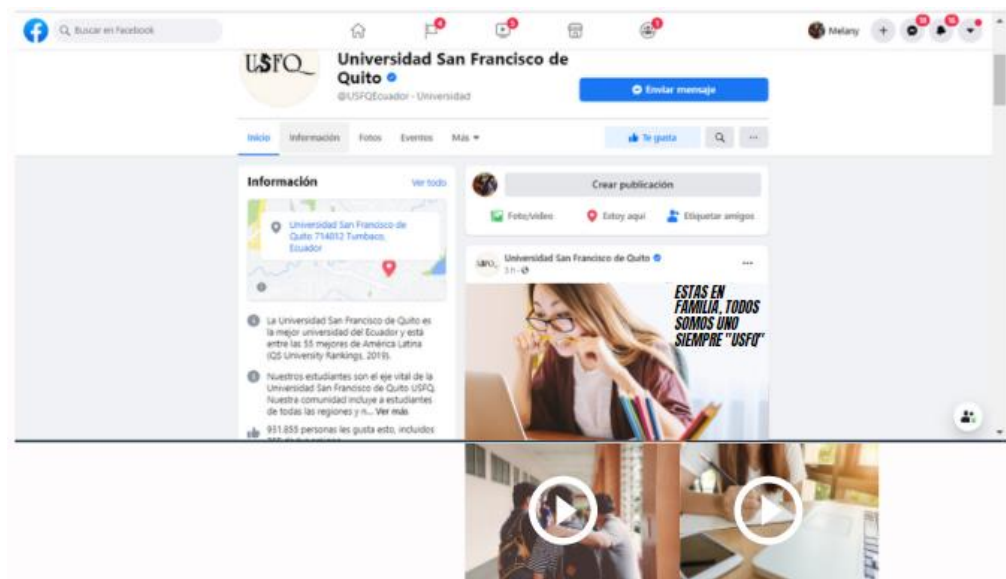 Buscar en Facebook
4
5
1
Melany
USFQ
Universidad San Francisco de
Quito
@USFQEcuador - Universidad
Enviar mensaje
Inicio
Información
Fotos
Eventos
Más
Te gusta
Información
Ver todo
Universidad San Francisco de
Quito 714012 Tumbaco,
Ecuador
La Universidad San Francisco de Quito es
la mejor universidad del Ecuador y está
entre las 55 mejores de América Latina
(QS University Rankings, 2019).
Nuestros estudiantes son el eje vital de la
Universidad San Francisco de Quito USFQ.
Nuestra comunidad incluye a estudiantes
de todas las regiones y n... Ver más
931.855 personas les gusta esto, incluidos
Crear publicación
Foto/video
Estoy aquí
Etiquetar amigos
Universidad San Francisco de Quito
3 h
ESTAS EN
FAMILIA, TODOS
SOMOS UNO
SIEMPRE "USFQ"